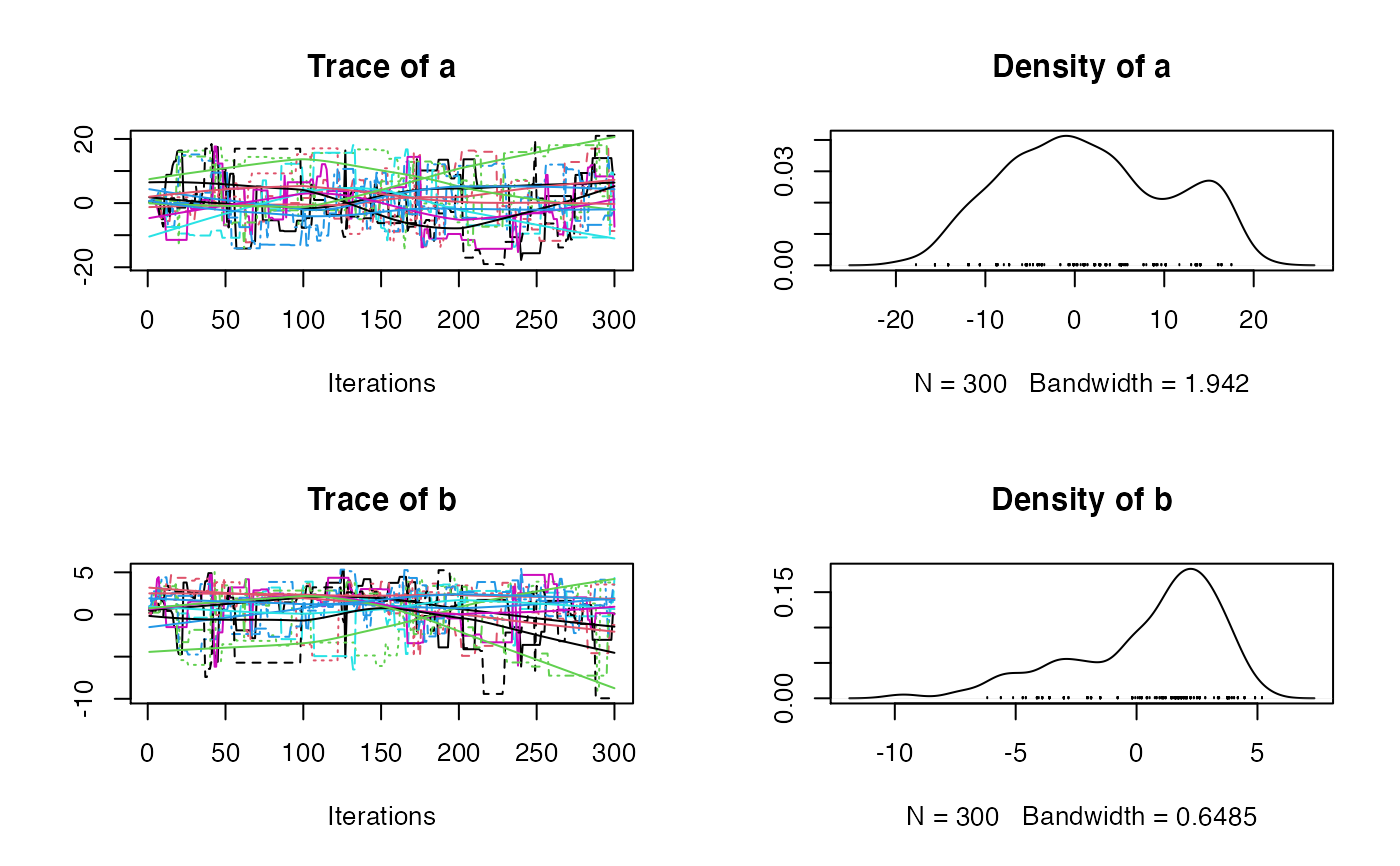 Trace of a
20
0
-20
0 50 100 150 200 250 300
Iterations
Density of a
0.03
0.00
-20 -10 0 10 20
N = 300 Bandwidth = 1.942
Trace of b
5
0
-10
0 50 100 150 200 250 300
Iterations
Density of b
0.15
0.00
-10 -5 0 5
N = 300 Bandwidth = 0.6485